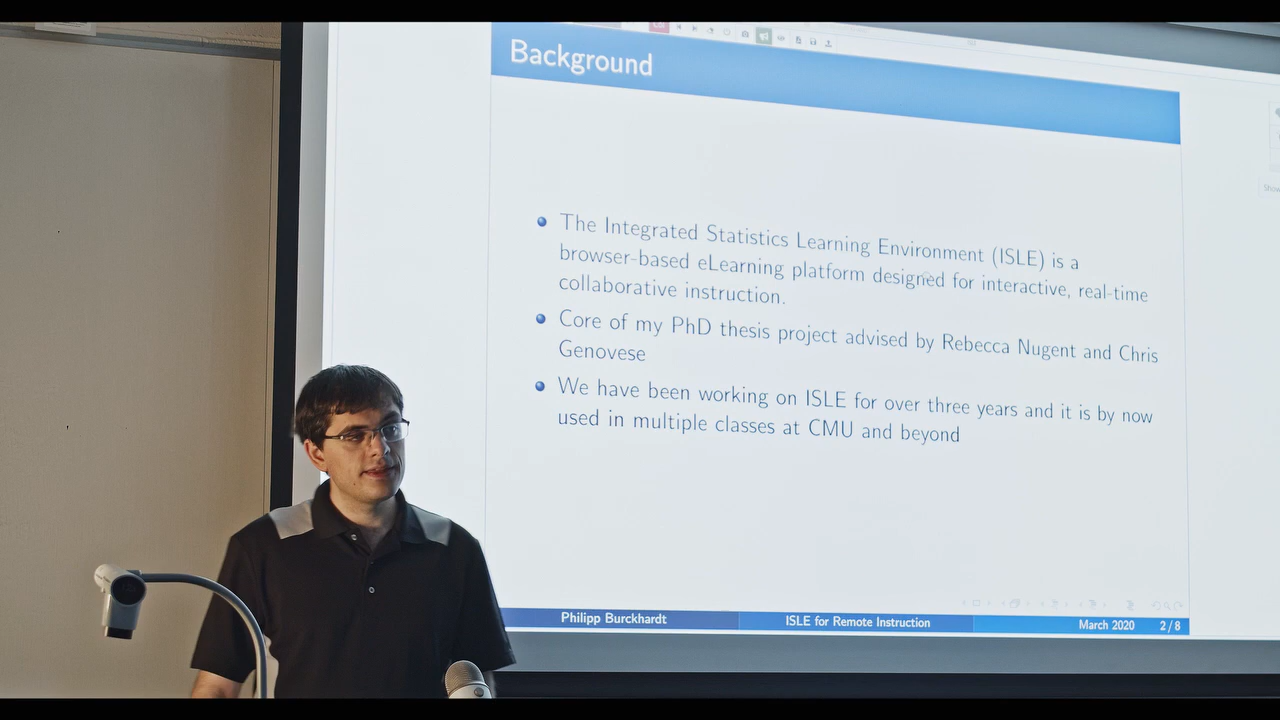 Background
The Integrated Statistics Learning Environment (ISLE) is a
browser-based eLearning platform designed for interactive, real-time
collaborative instruction.
Core of my PhD thesis project advised by Rebecca Nugent and Chris
Genovese
We have been working on ISLE for over three years and it is by now
used in multiple classes at CMU and beyond
Philipp Burckhardt
ISLE for Remote Instruction
March 2020 2/8